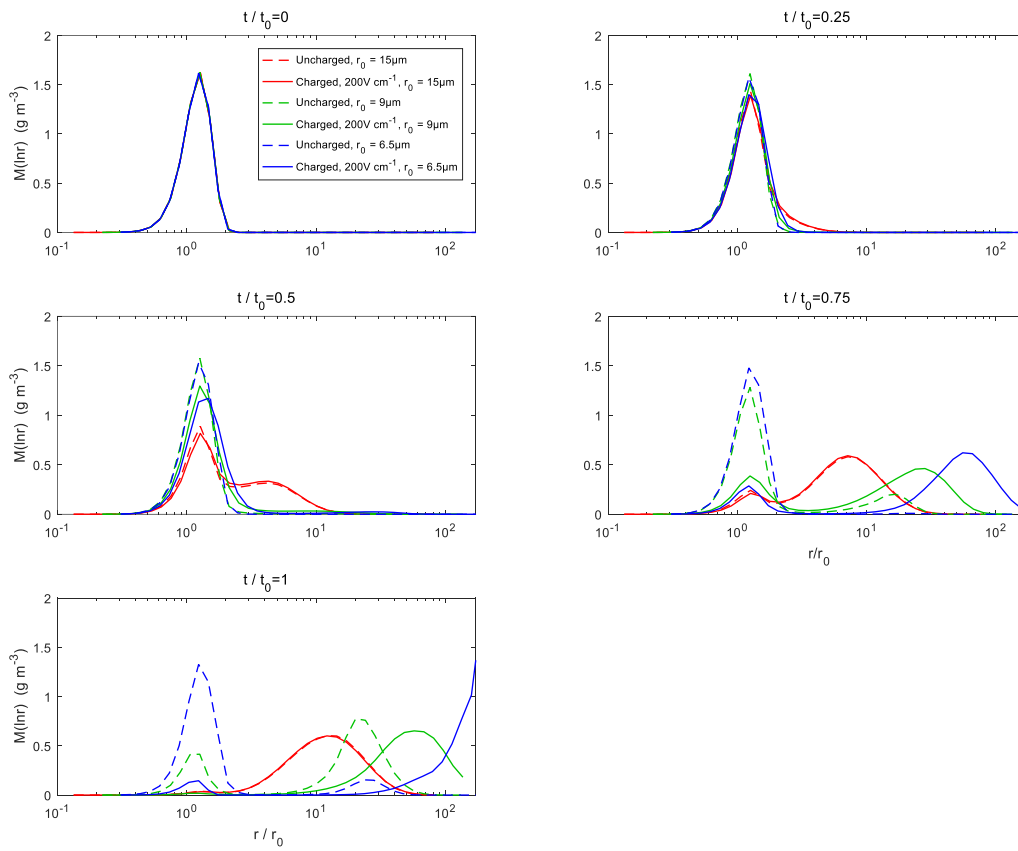 t / t0=0
2
1.5
1
0.5
0
M(lnr) (g m-3)
10-1
100
101
102
Uncharged, r0 = 15µm
Charged, 200V cm-1, r0 = 15µm
Uncharged, r0 = 9µm
Charged, 200V cm-1, r0 = 9µm
Uncharged, r0 = 6.5µm
Charged, 200V cm-1, r0 = 6.5µm
t / t0=0.25
2
1.5
1
0.5
0
10-1
100
101
102
t / t0=0.5
2
1.5
1
0.5
0
M(lnr) (g m-3)
10-1
100
101
102
t / t0=0.75
2
1.5
1
0.5
0
10-1
100
101
102
r/r0
t / t0=1
2
1.5
1
0.5
0
M(lnr) (g m-3)
10-1
100
101
102
r / r0